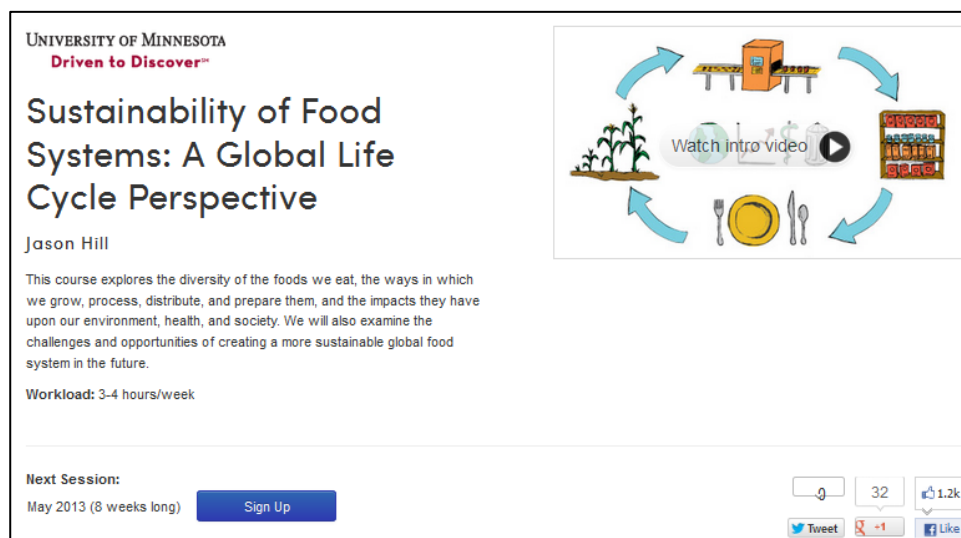 UNIVERSITY OF MINNESOTA
Driven to Discover℠
Sustainability of Food
Systems: A Global Life
Cycle Perspective
Jason Hill
This course explores the diversity of the foods we eat, the ways in which
we grow, process, distribute, and prepare them, and the impacts they have
upon our environment, health, and society. We will also examine the
challenges and opportunities of creating a more sustainable global food
system in the future.
Workload: 3-4 hours/week
Watch intro video
Next Session:
May 2013 (8 weeks long)
Sign Up
32
1.2k
Tweet
+1
Like